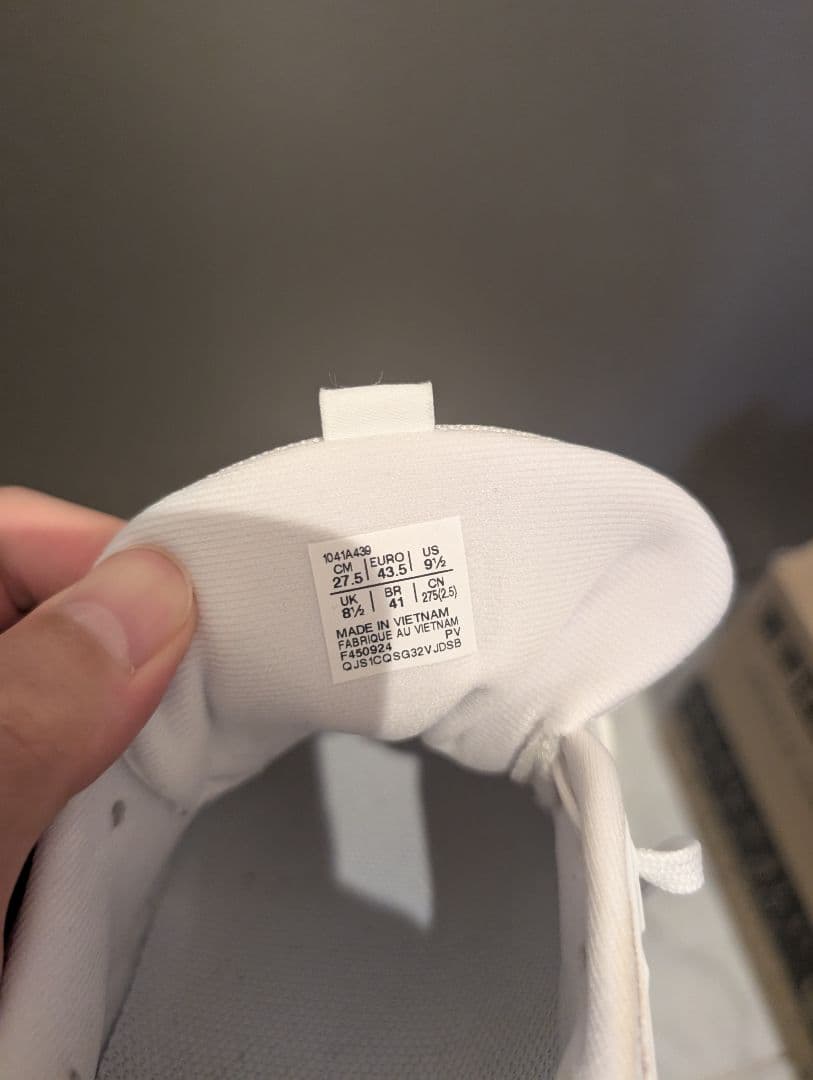 1041A439
CM | EURO | US
27.5 | 43.5 | 9½
UK | BR | CN
8½ | 41 | 275(2.5)
MADE IN VIETNAM
FABRIQUE AU VIETNAM
F450924 PV
QJS1CQSG32VJDSB